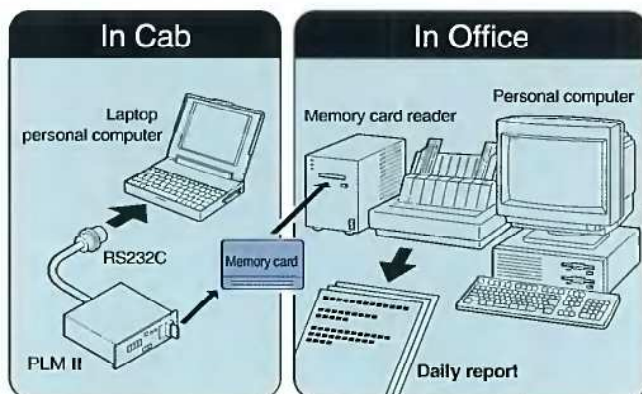 In Cab
Laptop
personal computer
RS232C
Memory card
PLM II
In Office
Personal computer
Memory card reader
Daily report